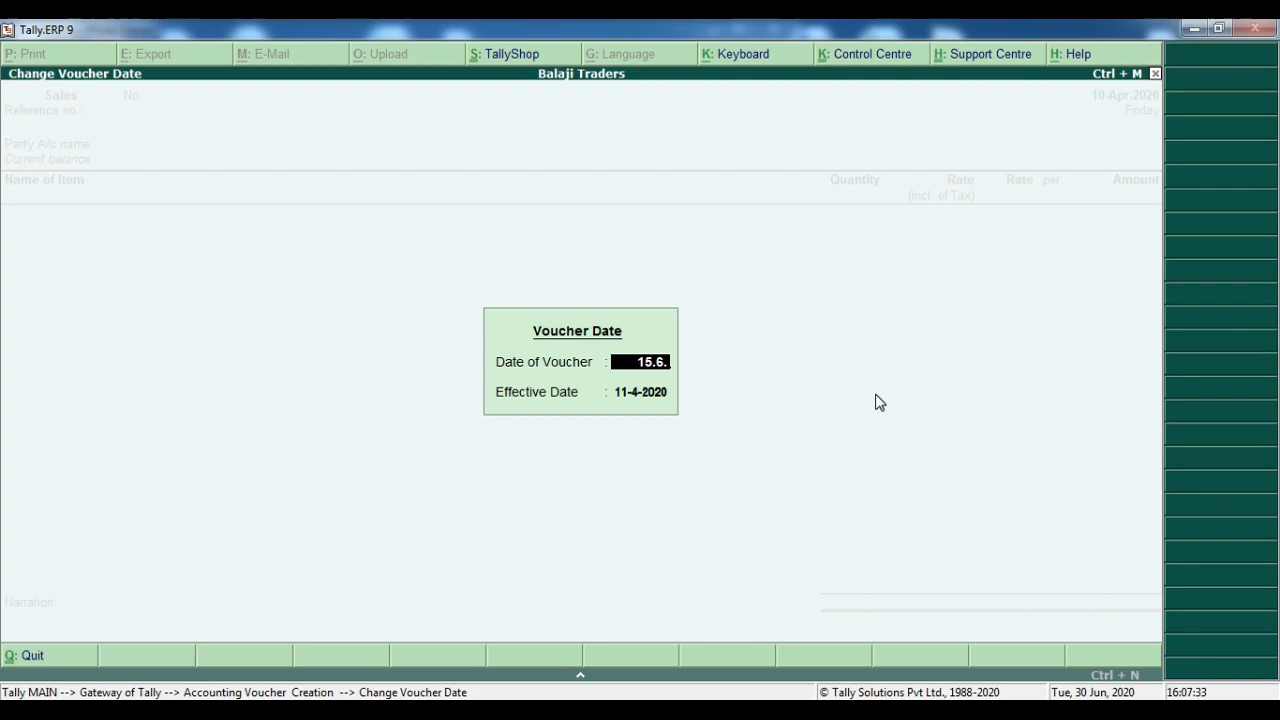 Tally.ERP 9
P: Print E: Export M: E-Mail O: Upload S: TallyShop G: Language K: Keyboard K: Control Centre H: Support Centre H: Help
Change Voucher Date Balaji Traders Ctrl + M
Sales No. 10-Apr-2020
Reference no.: Friday
Party A/c name :
Current balance :
Name of Item Quantity Rate Rate per Amount
(Incl. of Tax)
Voucher Date
Date of Voucher : 15.6.
Effective Date : 11-4-2020
Narration:
Q: Quit
Ctrl + N
Tally MAIN --> Gateway of Tally --> Accounting Voucher Creation --> Change Voucher Date © Tally Solutions Pvt Ltd., 1988-2020 Tue, 30 Jun, 2020 16:07:33